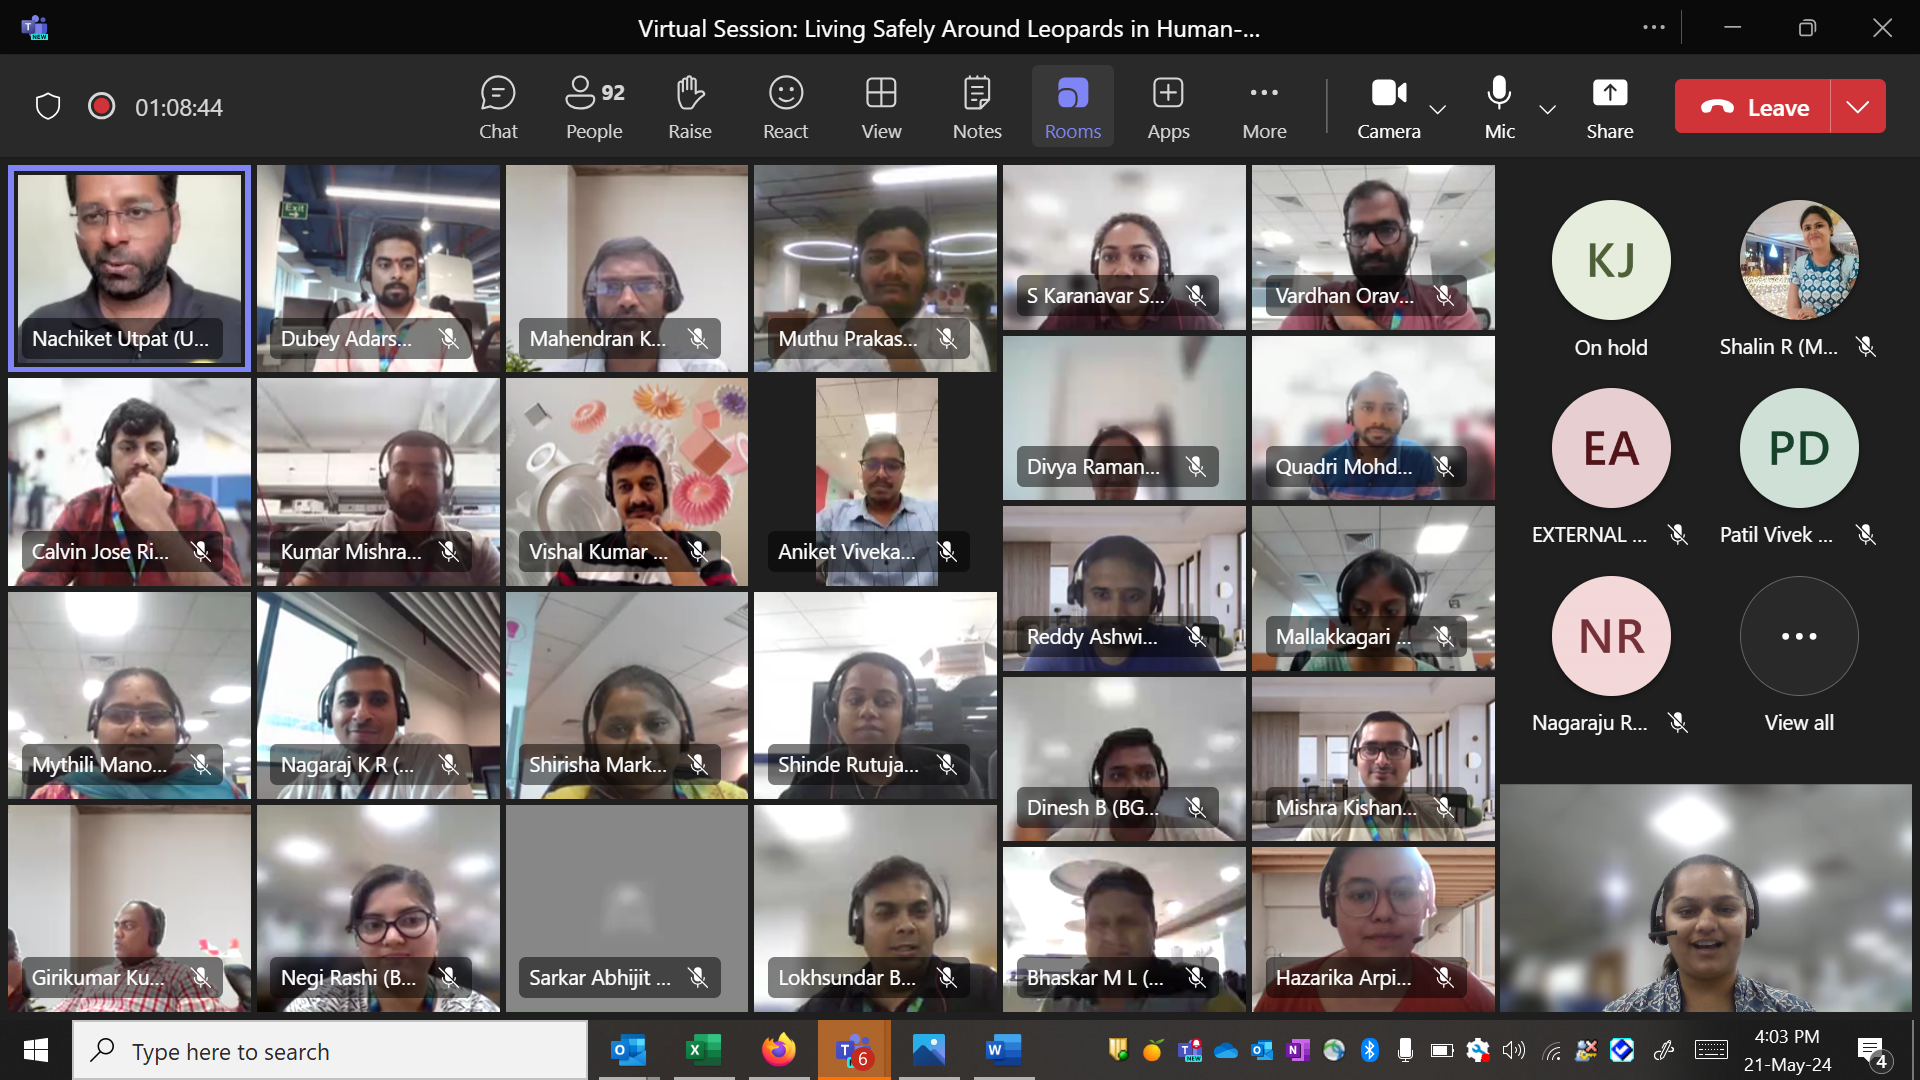 Virtual Session: Living Safely Around Leopards in Human-...
01:08:44
Chat
92
People
Raise
React
View
Notes
Rooms
Apps
More
Camera
Mic
Share
Leave
Nachiket Utpat (U...
Exit
Dubey Adars...
Mahendran K...
Muthu Prakas...
S Karanavar S...
Vardhan Orav...
KJ
On hold
Shalin R (M...
Divya Raman...
Quadri Mohd...
EA
EXTERNAL ...
PD
Patil Vivek ...
Calvin Jose Ri...
Kumar Mishra...
Vishal Kumar ...
Aniket Viveka...
Reddy Ashwi...
Mallakkagari ...
NR
Nagaraju R...
View all
Mythili Mano...
Nagaraj K R (...
Shirisha Mark...
Shinde Rutuja...
Dinesh B (BG...
Mishra Kishan...
Girikumar Ku...
Negi Rashi (B...
Sarkar Abhijit ...
Lokhsundar B...
Bhaskar M L (...
Hazarika Arpi...
Type here to search
6
4:03 PM
21-May-24
4